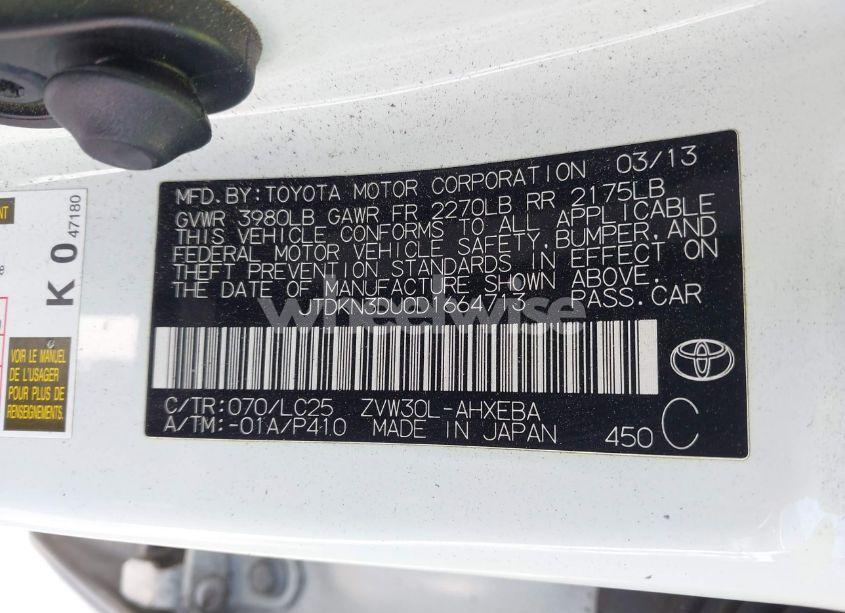 MFD. BY: TOYOTA MOTOR CORPORATION 03/13
GVWR 3980LB GAWR FR 2270LB RR 2175LB
THIS VEHICLE CONFORMS TO ALL APPLICABLE
FEDERAL MOTOR VEHICLE SAFETY, BUMPER, AND
THEFT PREVENTION STANDARDS IN EFFECT ON
THE DATE OF MANUFACTURE SHOWN ABOVE.
JTDKN3DU0D1664713 PASS. CAR
C/TR: 070/LC25 ZVW30L-AHXEBA
A/TM: -01A/P410 MADE IN JAPAN 450 C
TOYOTA
wheelwise
K 0 47180
VOIR LE MANUEL
DE L'USAGER
POUR PLUS DE
RENSEIGNEMENTS